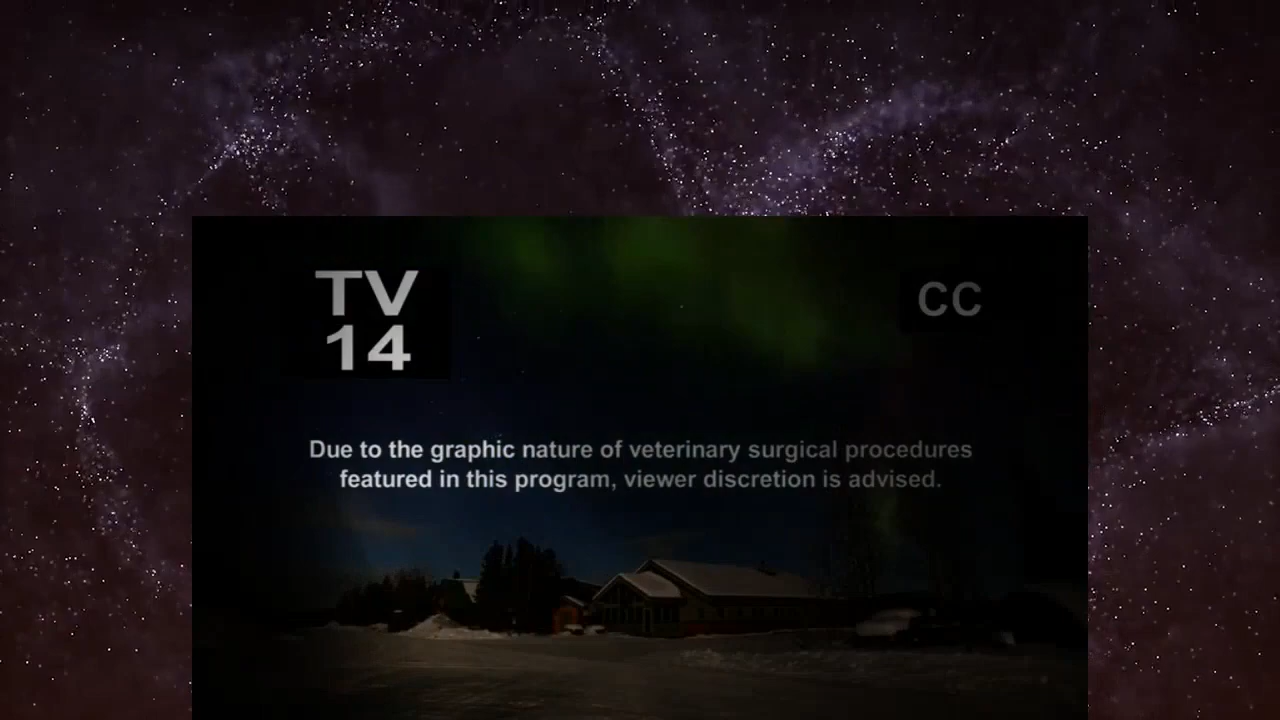 TV
14
CC
Due to the graphic nature of veterinary surgical procedures
featured in this program, viewer discretion is advised.